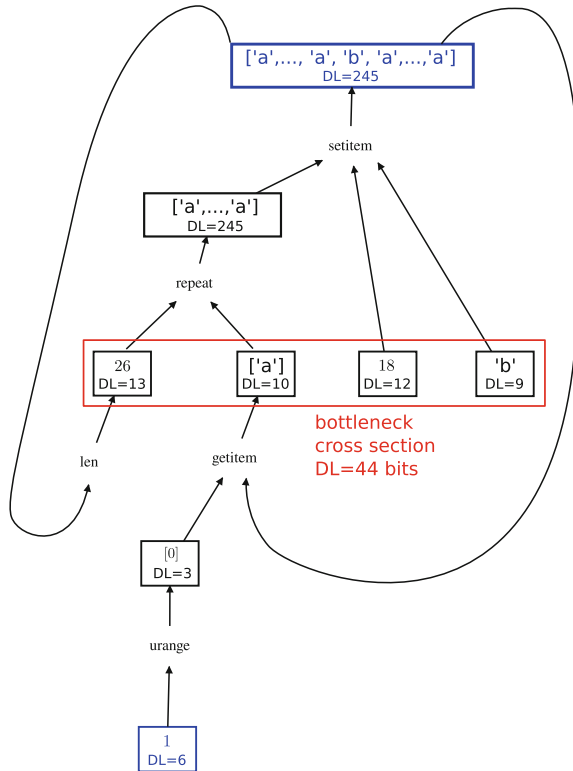 ['a',..., 'a', 'b', 'a',...,'a']
DL=245
setitem
['a',...,'a']
DL=245
repeat
26
DL=13
['a']
DL=10
18
DL=12
'b'
DL=9
bottleneck
cross section
DL=44 bits
len
getitem
[0]
DL=3
urange
1
DL=6